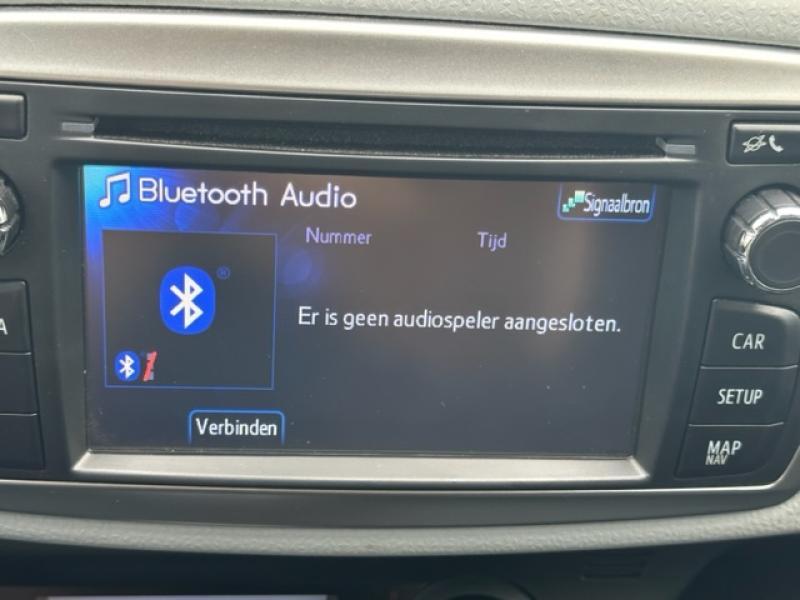 Bluetooth Audio
Signaalbron
Nummer Tijd
®
Er is geen audiospeler aangesloten.
Verbinden
A
CAR
SETUP
MAP
NAV